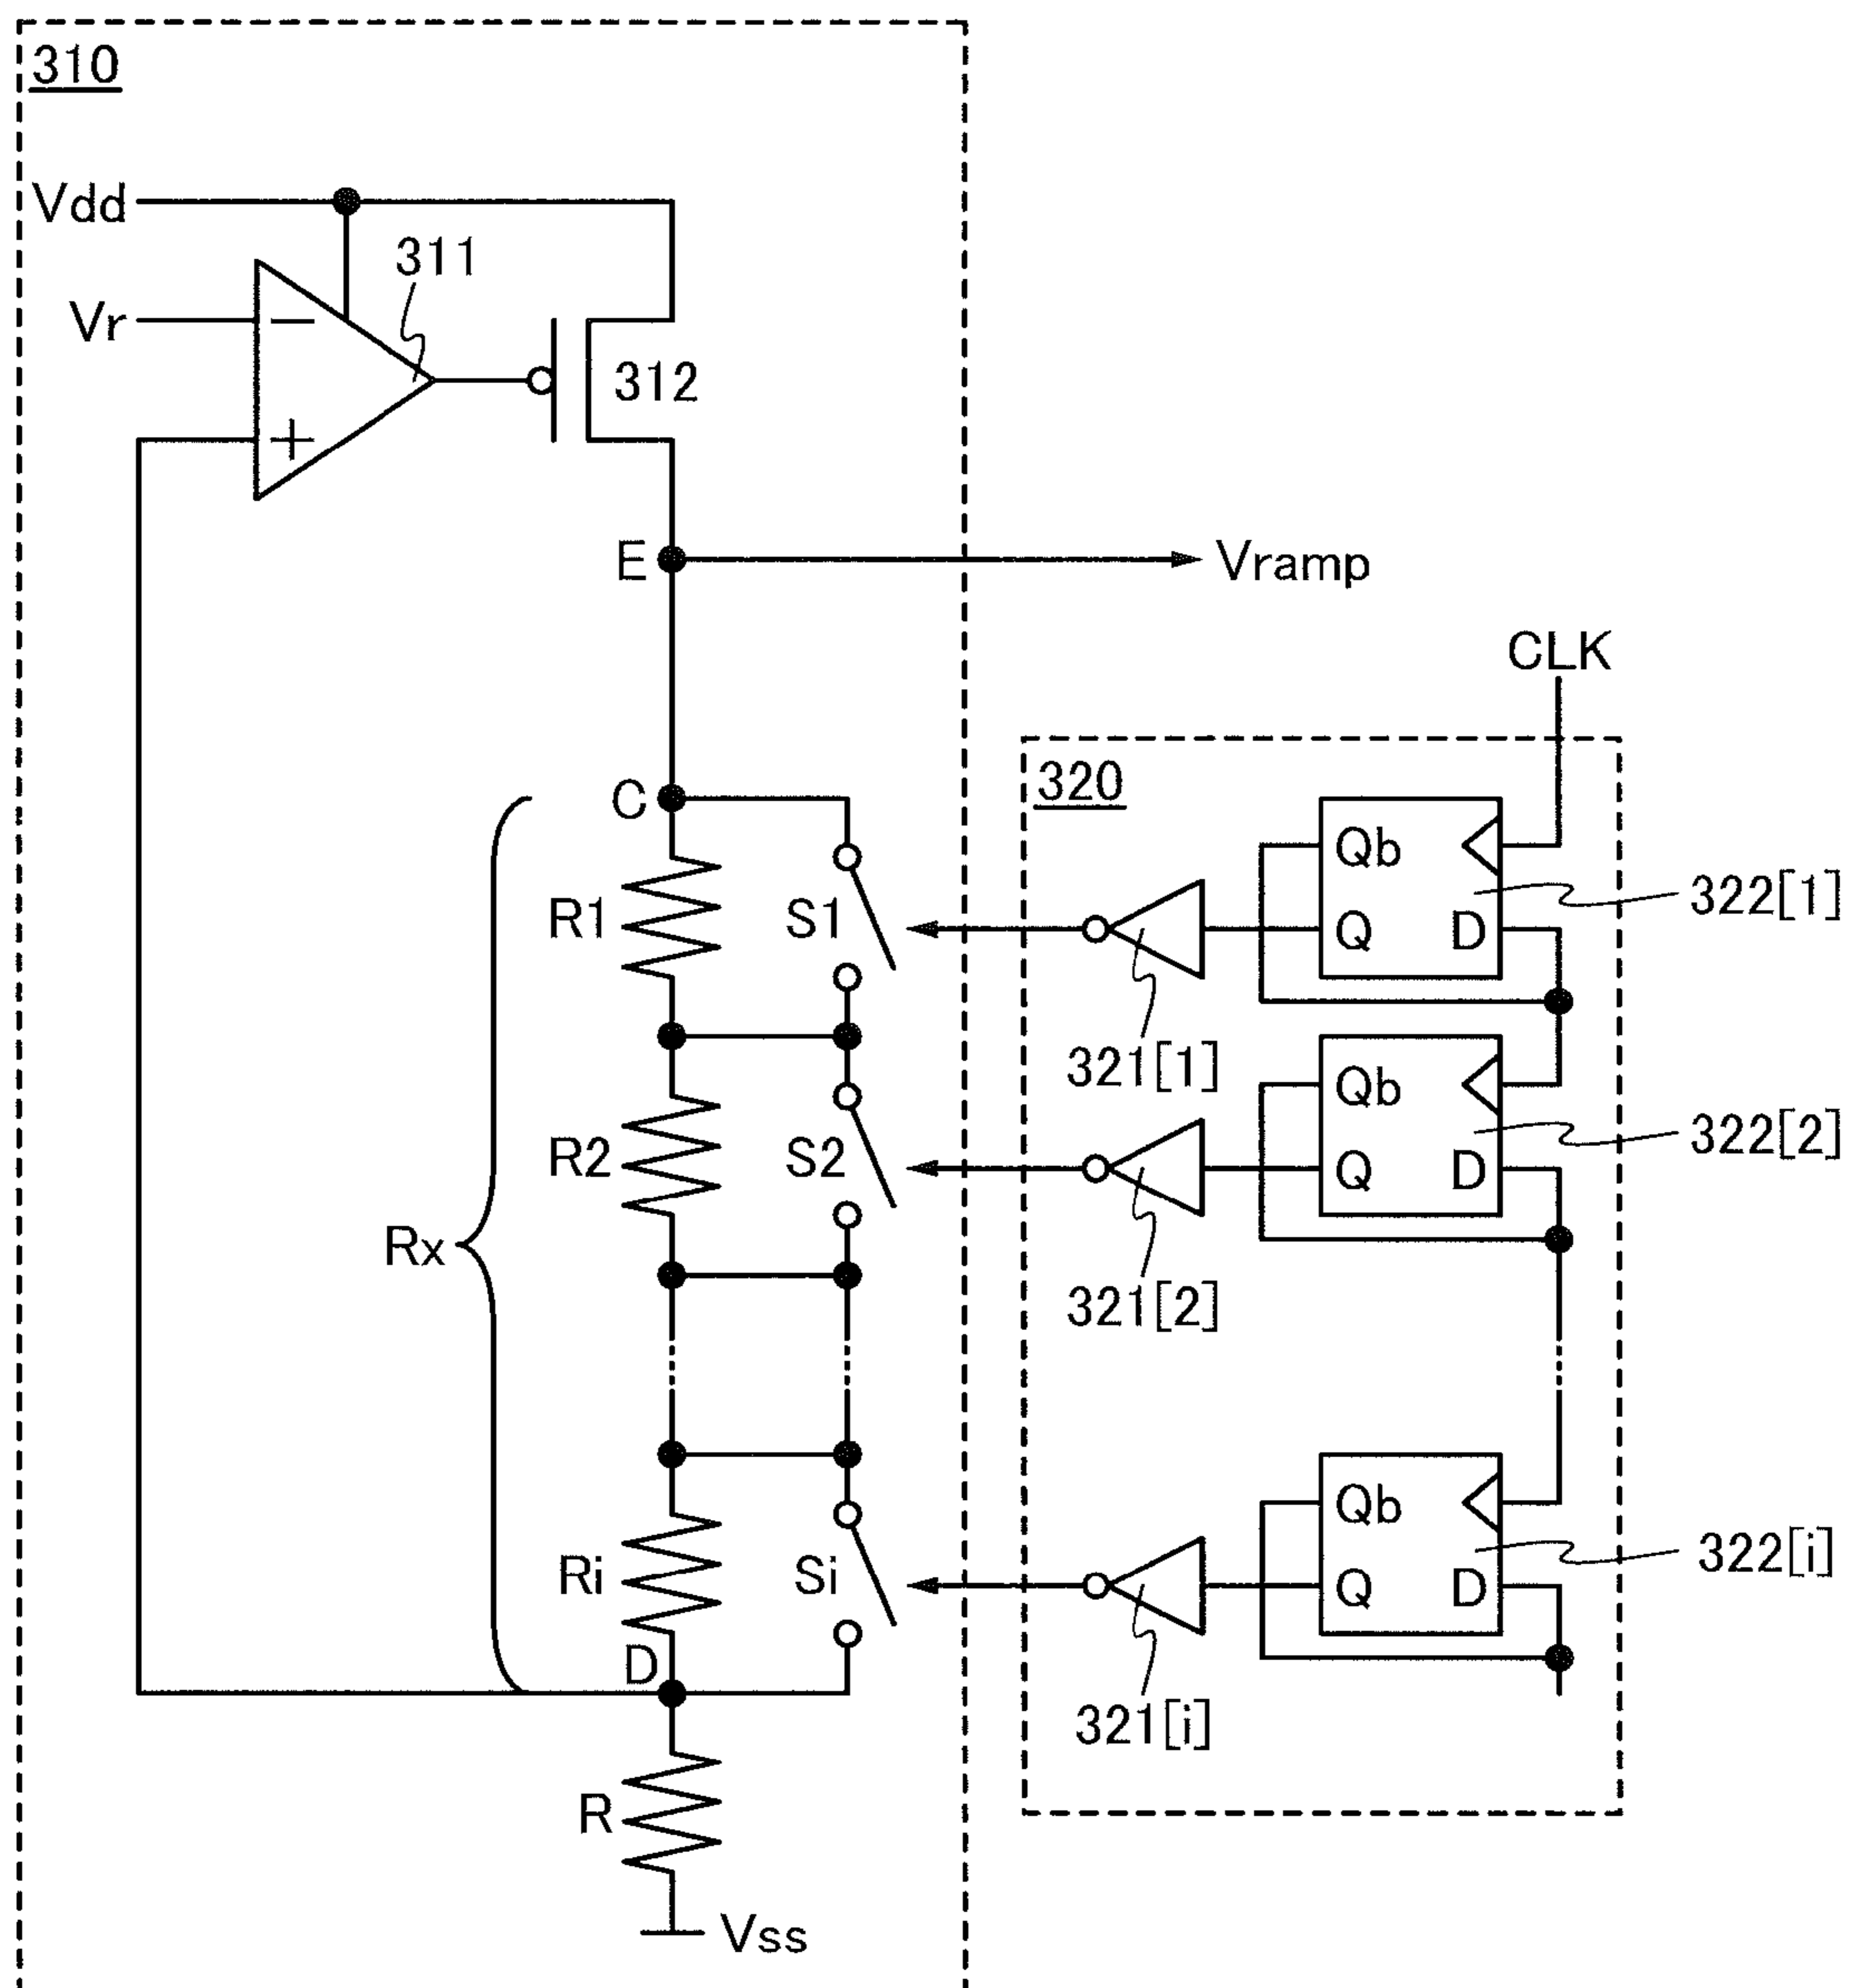 310
Vdd
311
Vr
−
+
312
E
Vramp
CLK
C
320
R1
S1
Qb
Q
D
322[1]
321[1]
R2
S2
Qb
Q
D
322[2]
321[2]
Rx
Ri
Si
Qb
Q
D
322[i]
321[i]
D
R
Vss